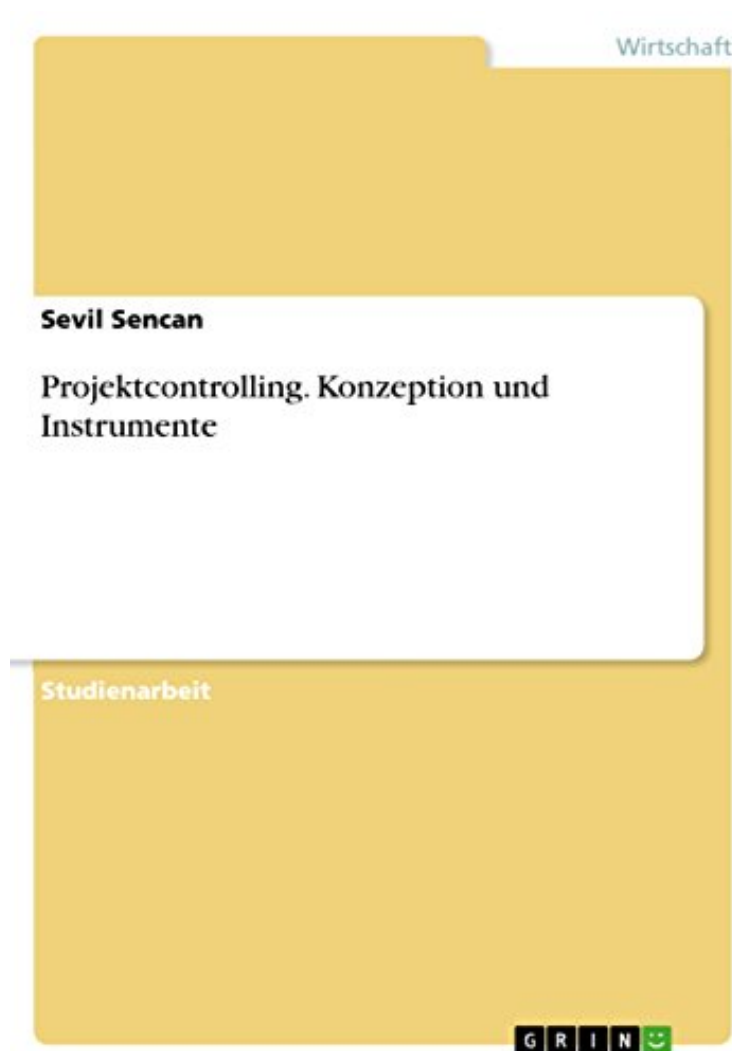 Wirtschaft
Sevil Sencan
Projektcontrolling. Konzeption und
Instrumente
Studienarbeit
GRIN